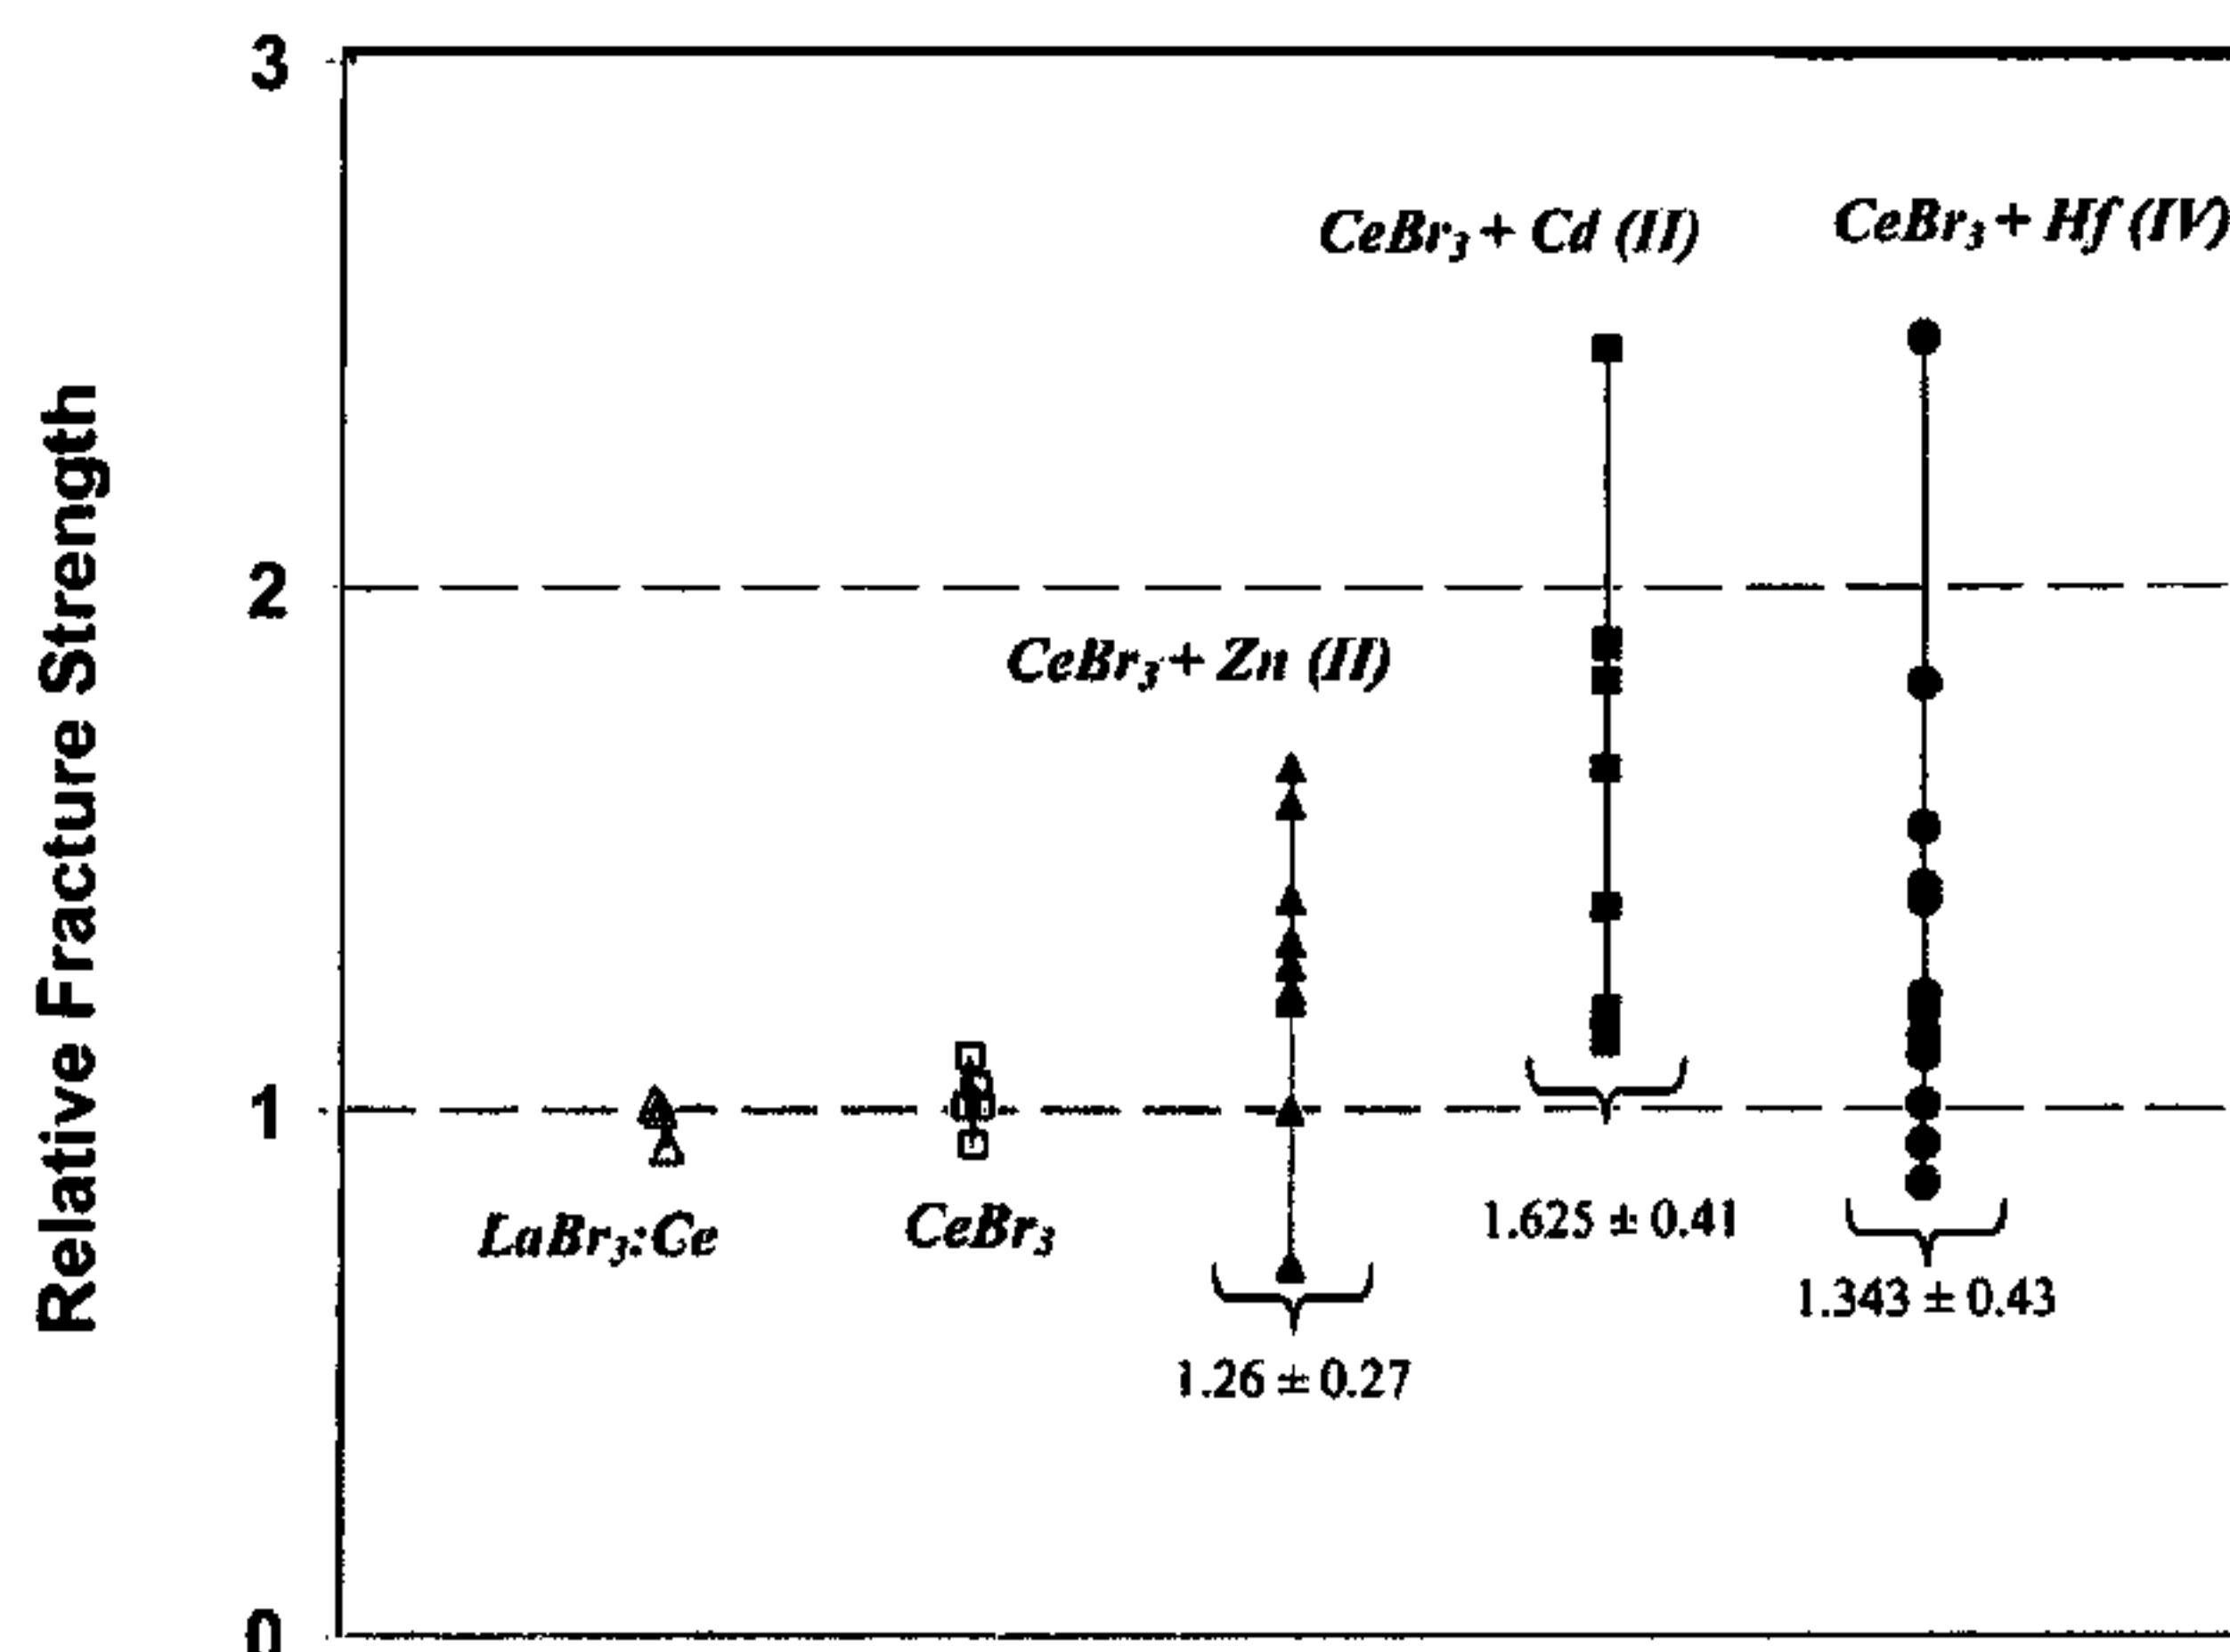 Relative Fracture Strength
3
2
1
0
CeBr₃ + Cd (II)
CeBr₃ + Hf (IV)
CeBr₃ + Zn (II)
LaBr₃:Ce
CeBr₃
1.625 ± 0.41
1.343 ± 0.43
1.26 ± 0.27